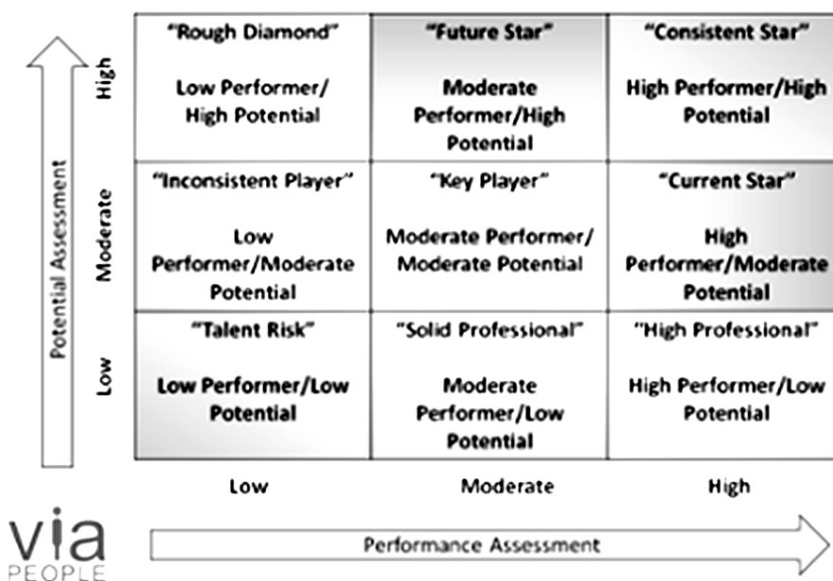 "Rough Diamond"
Low Performer/
High Potential
"Future Star"
Moderate
Performer/High
Potential
"Consistent Star"
High Performer/High
Potential
"Inconsistent Player"
Low
Performer/Moderate
Potential
"Key Player"
Moderate Performer/
Moderate Potential
"Current Star"
High
Performer/Moderate
Potential
"Talent Risk"
Low Performer/Low
Potential
"Solid Professional"
Moderate
Performer/Low
Potential
"High Professional"
High Performer/Low
Potential
Potential Assessment
High
Moderate
Low
Low
Moderate
High
Performance Assessment
via
PEOPLE